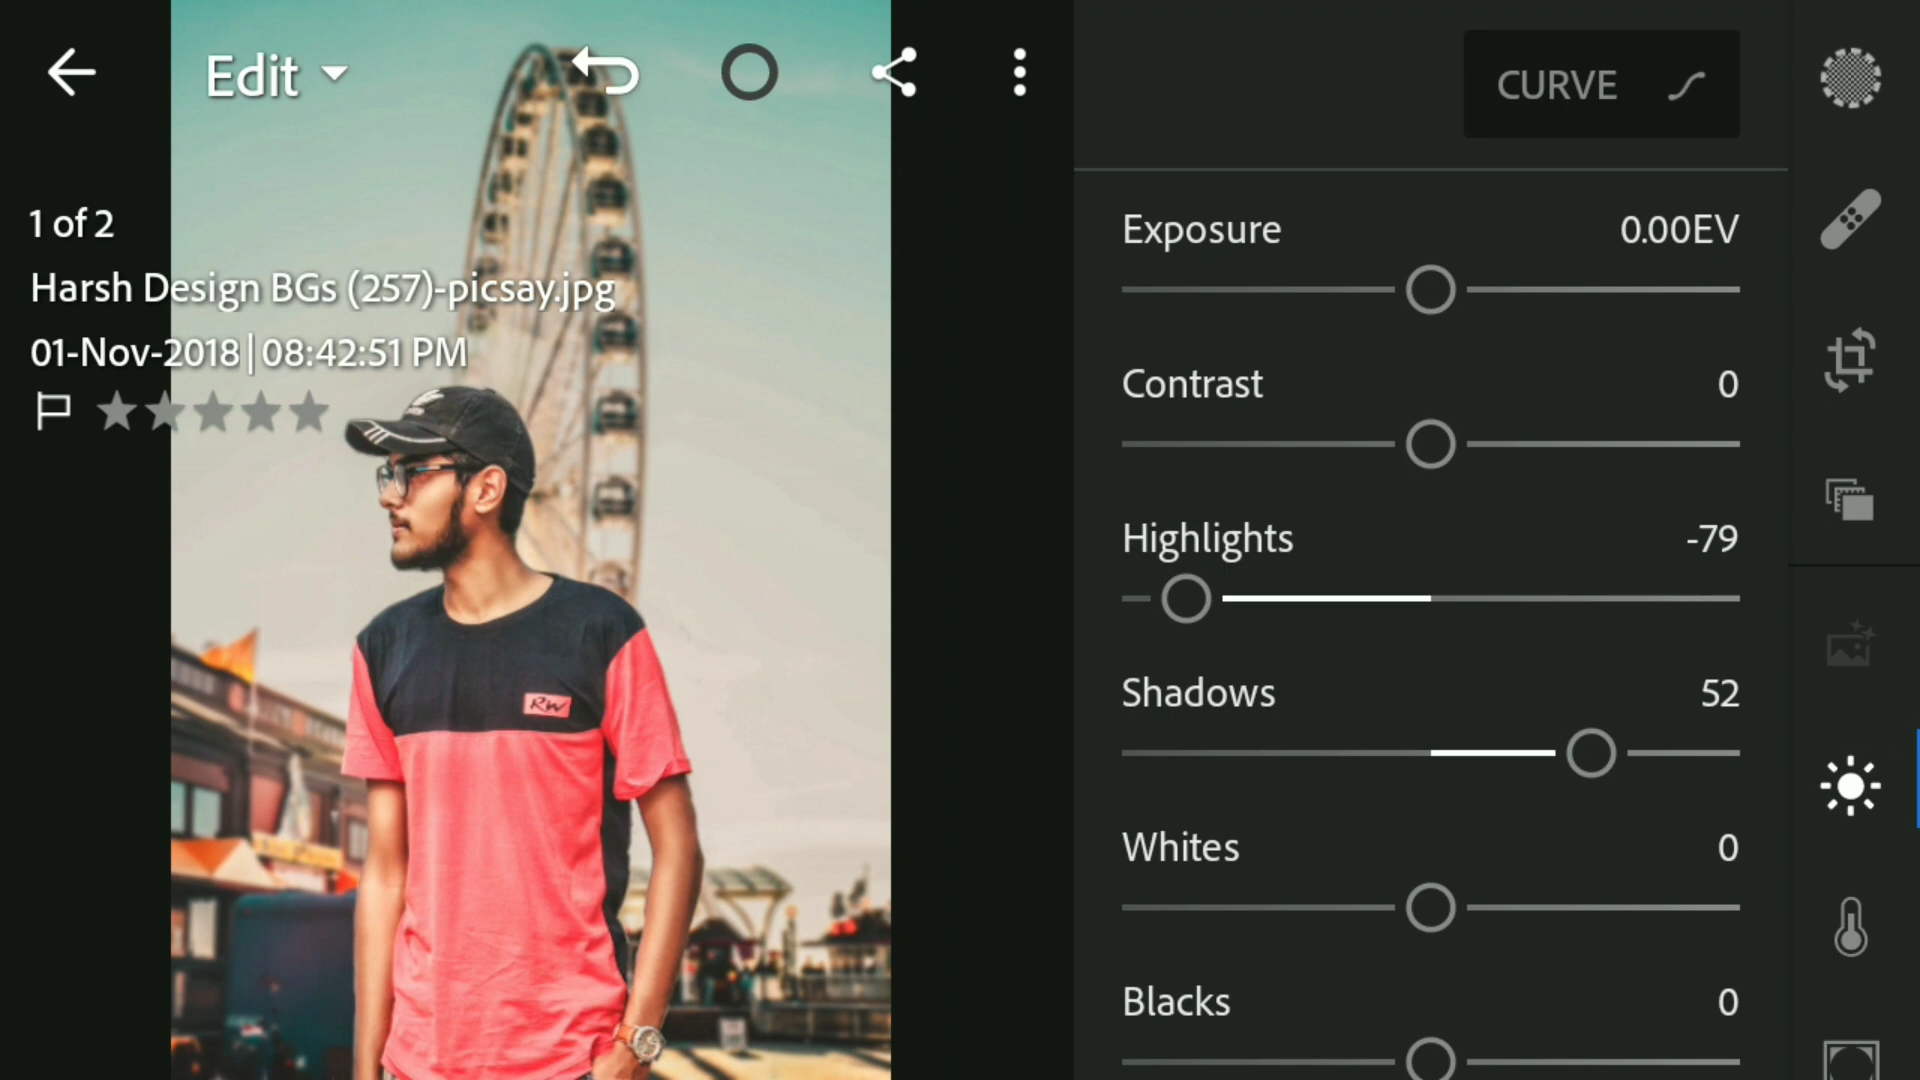 Edit
CURVE
1 of 2
Harsh Design BGs (257)-picsay.jpg
01-Nov-2018 | 08:42:51 PM
RW
Exposure 0.00EV
Contrast 0
Highlights -79
Shadows 52
Whites 0
Blacks 0